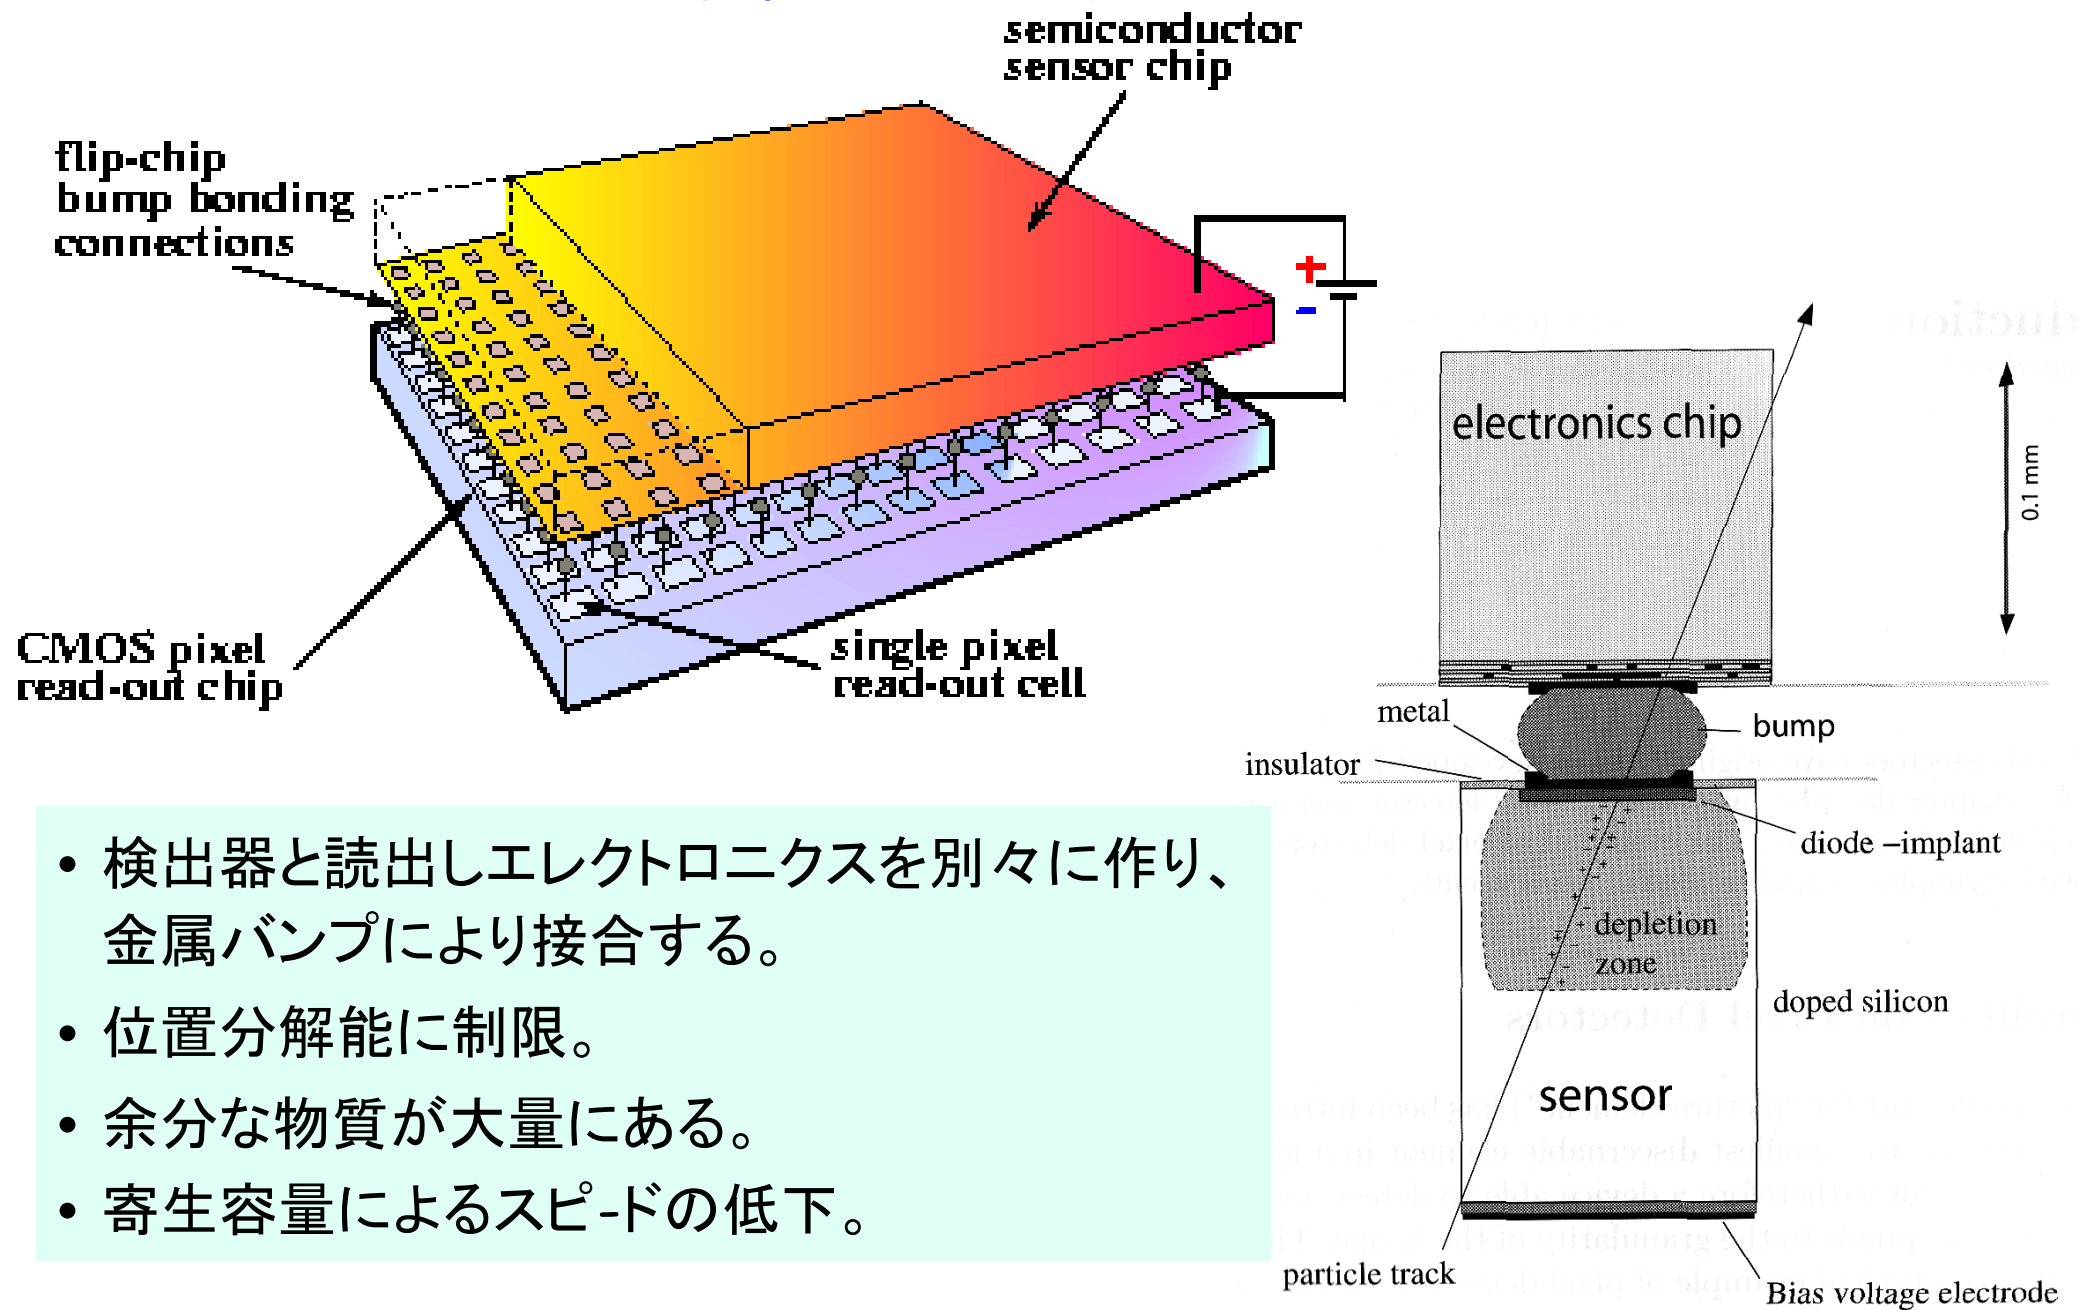 semiconductor
sensor chip
flip-chip
bump bonding
connections
+
-
CMOS pixel
read-out chip
single pixel
read-out cell
electronics chip
0.1 mm
metal
bump
insulator
diode –implant
depletion
zone
doped silicon
sensor
particle track
Bias voltage electrode
• 検出器と読出しエレクトロニクスを別々に作り、
金属バンプにより接合する。
• 位置分解能に制限。
• 余分な物質が大量にある。
• 寄生容量によるスピ-ドの低下。